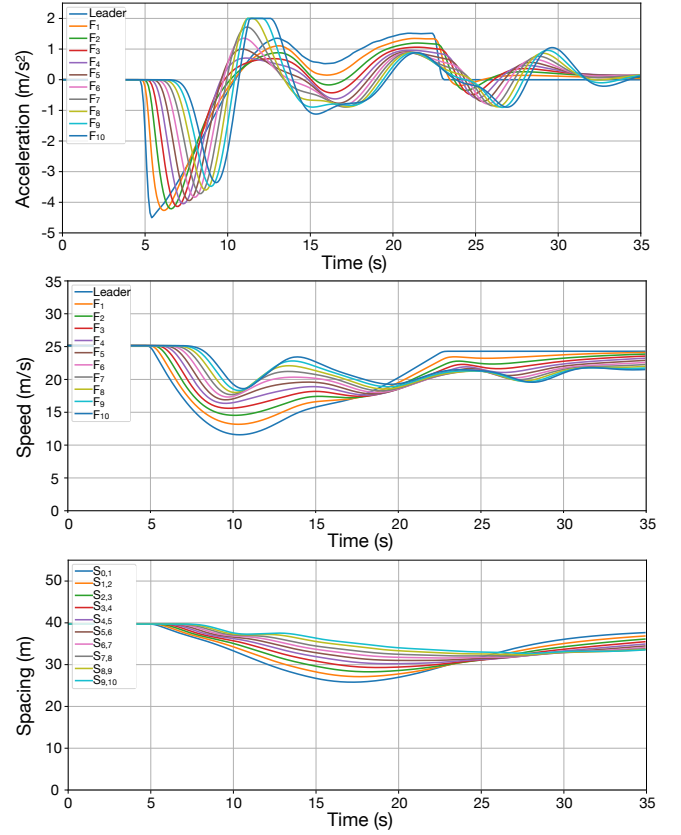 Acceleration (m/s²)
2
1
0
-1
-2
-3
-4
-5
Leader
F1
F2
F3
F4
F5
F6
F7
F8
F9
F10
0 5 10 15 20 25 30 35
Time (s)
Speed (m/s)
35
30
25
20
15
10
5
0
Leader
F1
F2
F3
F4
F5
F6
F7
F8
F9
F10
0 5 10 15 20 25 30 35
Time (s)
Spacing (m)
50
40
30
20
10
0
S0,1
S1,2
S2,3
S3,4
S4,5
S5,6
S6,7
S7,8
S8,9
S9,10
0 5 10 15 20 25 30 35
Time (s)